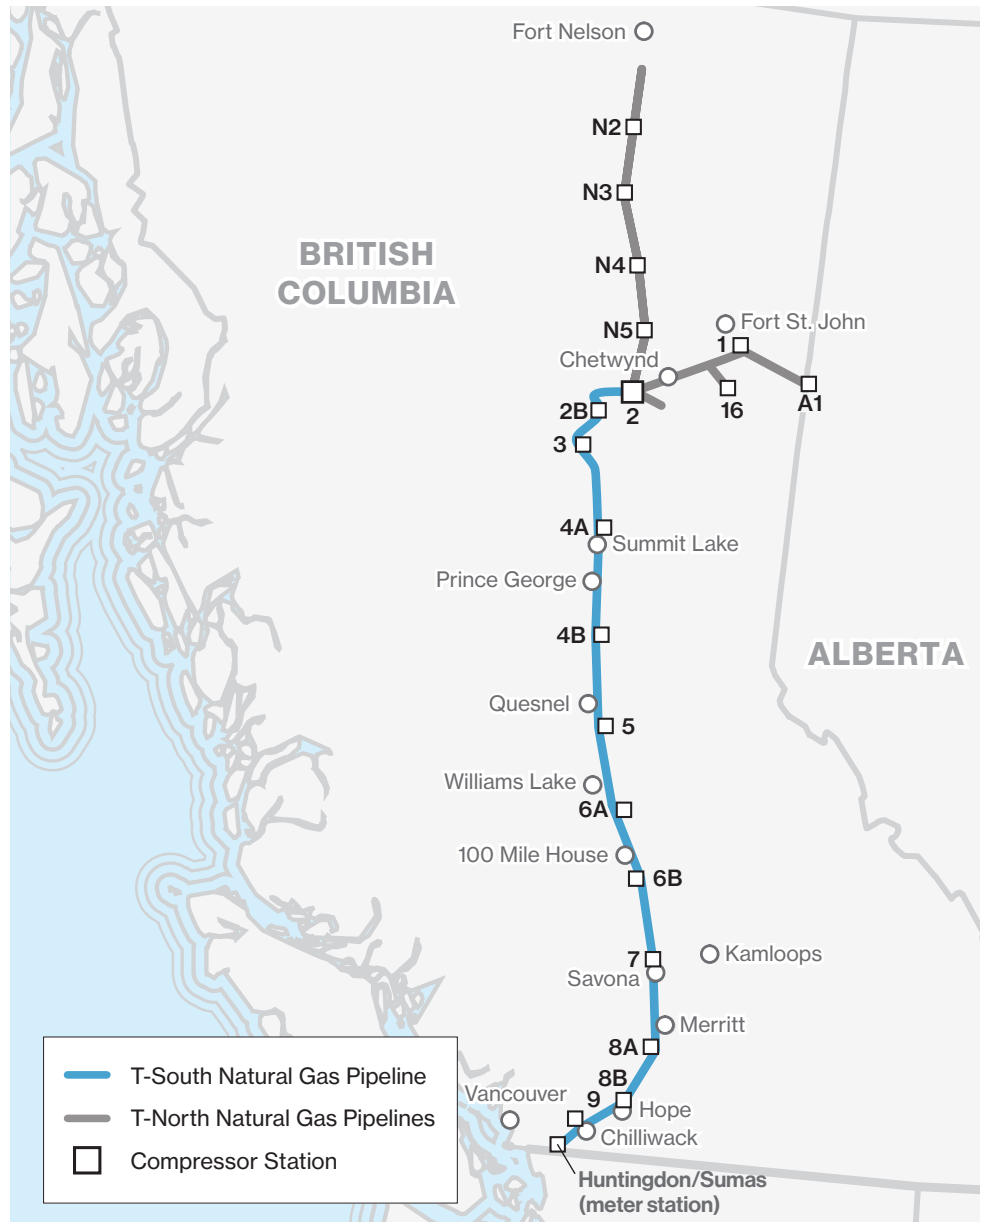 Fort Nelson
N2
N3
BRITISH
COLUMBIA
N4
N5
Fort St. John
1
Chetwynd
2B
2
16
A1
3
4A
Summit Lake
Prince George
4B
ALBERTA
Quesnel
5
Williams Lake
6A
100 Mile House
6B
7
Kamloops
Savona
Merritt
8A
8B
Vancouver
9
Hope
Chilliwack
Huntingdon/Sumas
(meter station)
T-South Natural Gas Pipeline
T-North Natural Gas Pipelines
Compressor Station